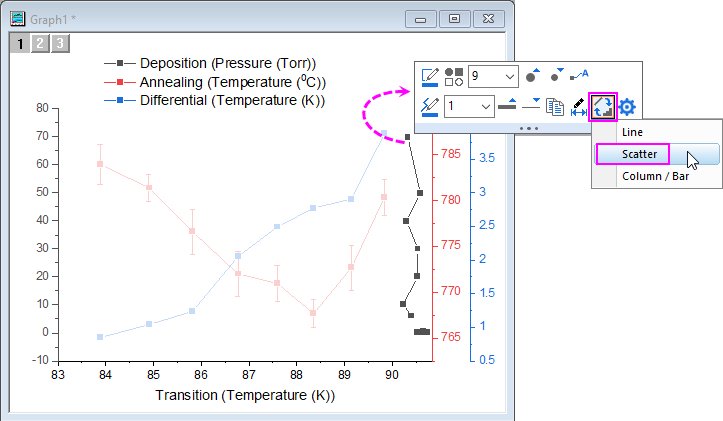 Graph1 *
1 2 3
Deposition (Pressure (Torr))
Annealing (Temperature (⁰C))
Differential (Temperature (K))
9
A
1
Line
Scatter
Column / Bar
80
70
60
50
40
30
20
10
0
-10
785
780
775
770
765
3.5
3
2.5
2
1.5
1
0.5
83 84 85 86 87 88 89 90
Transition (Temperature (K))